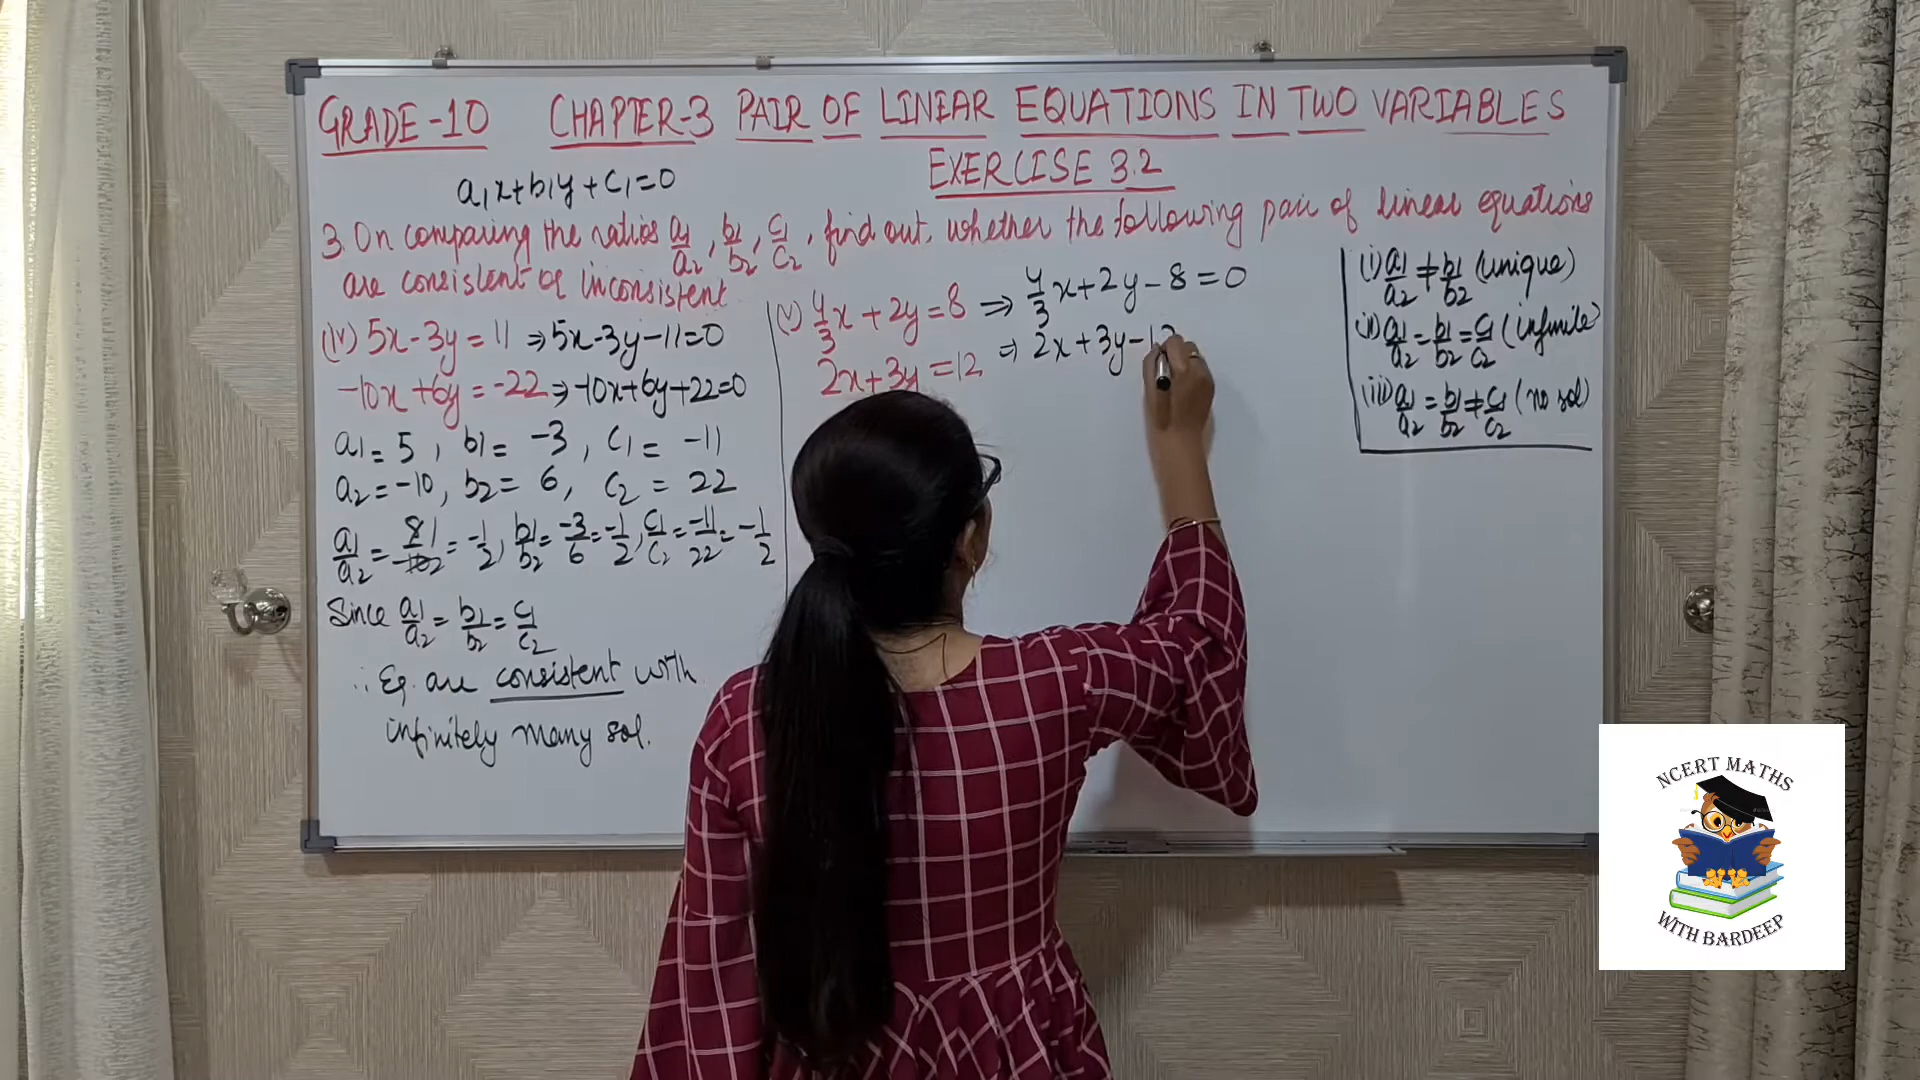 GRADE-10 CHAPTER-3 PAIR OF LINEAR EQUATIONS IN TWO VARIABLES
EXERCISE 3.2
a₁x+b₁y+c₁=0
3. On comparing the ratios a₁/a₂, b₁/b₂, c₁/c₂, find out, whether the following pair of linear equations
are consistent or inconsistent
(iv) 5x-3y=11 ⇒ 5x-3y-11=0
-10x+6y=-22 ⇒ -10x+6y+22=0
a₁=5, b₁=-3, c₁=-11
a₂=-10, b₂=6, c₂=22
b₁/b₂=-3/6=-1/2, c₁/c₂=-11/22=-1/2
Since a₁/a₂=b₁/b₂=c₁/c₂
∴ Eq. are consistent with
infinitely many sol.
(v) 4/3x+2y=8 ⇒ 4/3x+2y-8=0
2x+3y=12 ⇒ 2x+3y-12
(i) a₁/a₂≠b₁/b₂ (unique)
ii) a₁/a₂=b₁/b₂=c₁/c₂ (infinite)
(iii) a₁/a₂=b₁/b₂≠c₁/c₂ (no sol)
NCERT MATHS
WITH BARDEEP